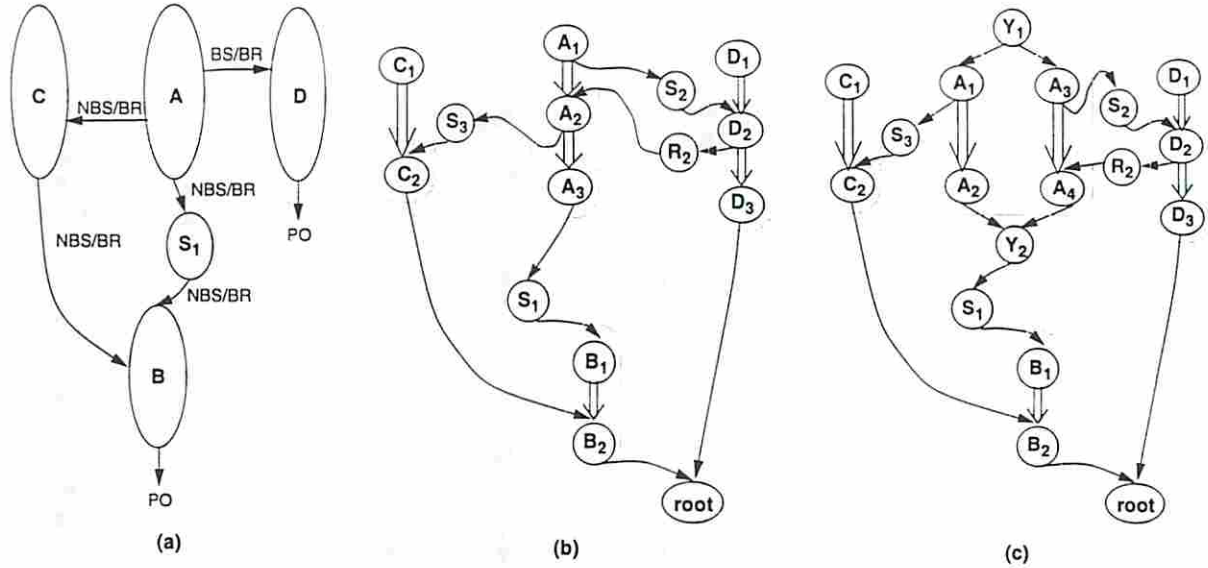 C
A
D
BS/BR
NBS/BR
NBS/BR
S1
NBS/BR
NBS/BR
PO
B
PO
(a)
C1
A1
D1
S2
S3
A2
D2
R2
C2
A3
D3
S1
B1
B2
root
(b)
Y1
C1
A1
A3
D1
S2
S3
D2
R2
C2
A2
A4
D3
Y2
S1
B1
B2
root
(c)